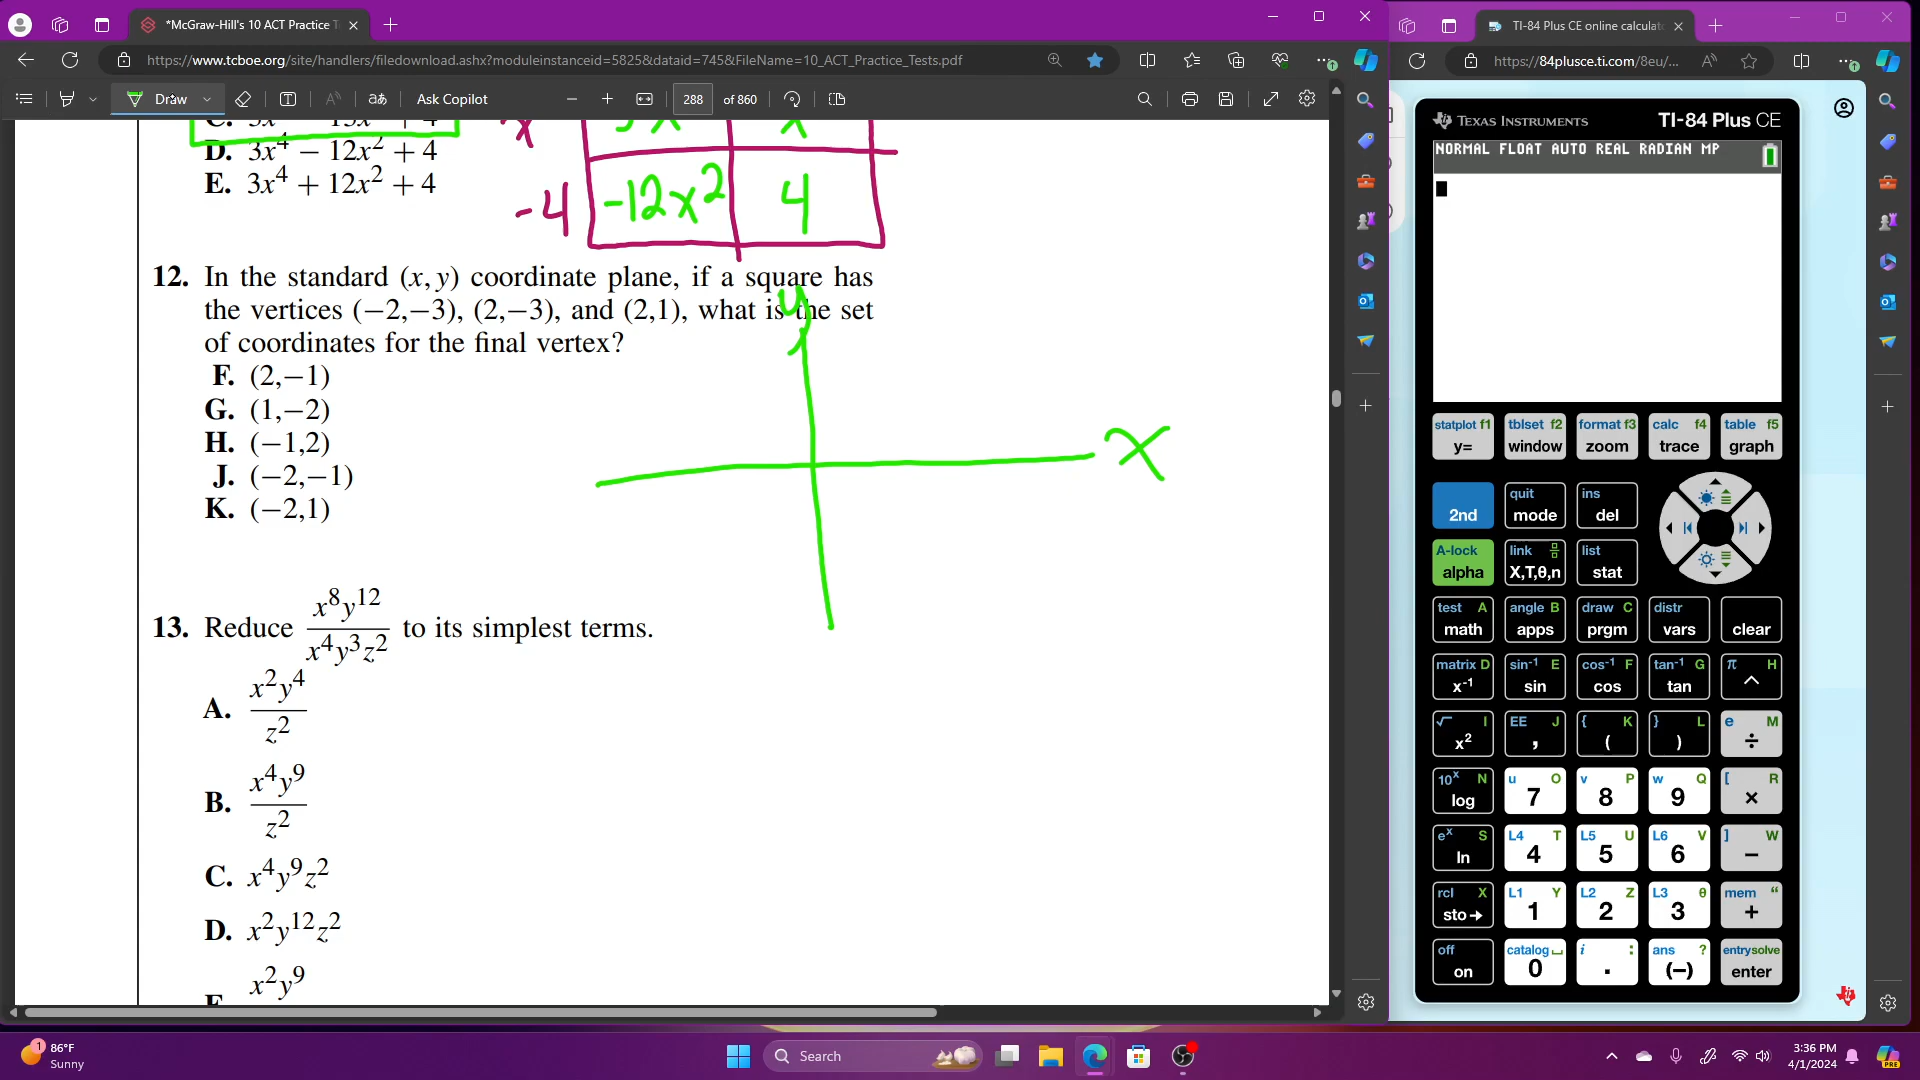 *McGraw-Hill's 10 ACT Practice T
https://www.tcboe.org/site/handlers/filedownload.ashx?moduleinstanceid=5825&dataid=745&FileName=10_ACT_Practice_Tests.pdf
Draw
Ask Copilot
288 of 860
D. 3x⁴ − 12x² + 4
E. 3x⁴ + 12x² + 4
-4
-12x²
4
12. In the standard (x, y) coordinate plane, if a square has
the vertices (−2,−3), (2,−3), and (2,1), what is the set
of coordinates for the final vertex?
F. (2,−1)
G. (1,−2)
H. (−1,2)
J. (−2,−1)
K. (−2,1)
y
x
13. Reduce x⁸y¹²/x⁴y³z² to its simplest terms.
A. x²y⁴/z²
B. x⁴y⁹/z²
C. x⁴y⁹z²
D. x²y¹²z²
x²y⁹
TI-84 Plus CE online calculat
https://84plusce.ti.com/8eu/...
TEXAS INSTRUMENTS TI-84 Plus CE
NORMAL FLOAT AUTO REAL RADIAN MP
statplot f1 tblset f2 format f3 calc f4 table f5
y= window zoom trace graph
quit ins
2nd mode del
A-lock link list
alpha X,T,θ,n stat
test A angle B draw C distr
math apps prgm vars clear
matrix D sin⁻¹ E cos⁻¹ F tan⁻¹ G π H
x⁻¹ sin cos tan ^
√ I EE J { K } L e M
x² , ( ) ÷
10ˣ N u O v P w Q [ R
log 7 8 9 ×
eˣ S L4 T L5 U L6 V ] W
ln 4 5 6 −
rcl X L1 Y L2 Z L3 θ mem “
sto→ 1 2 3 +
off catalog i : ans ? entry solve
on 0 . (−) enter
1
86°F
Sunny
Search
3:36 PM
4/1/2024
PRE